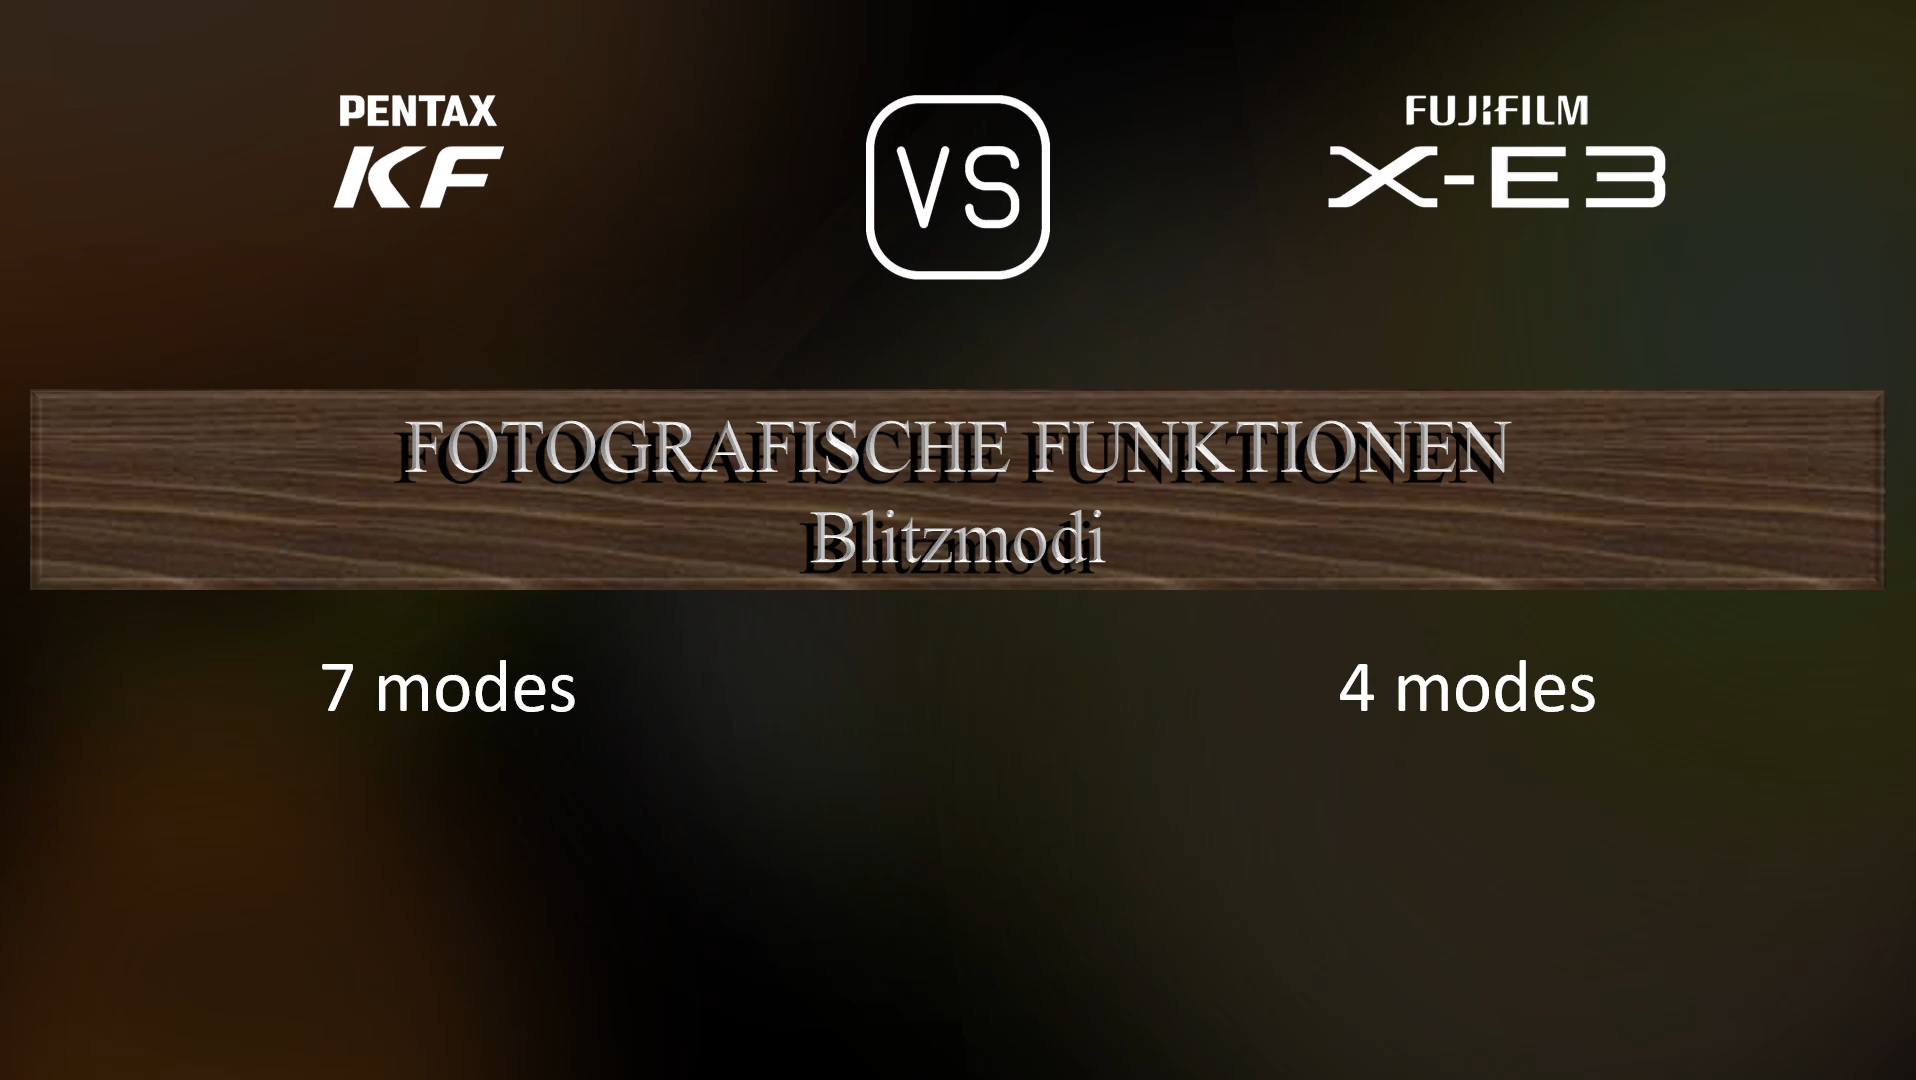 PENTAX
KF
VS
FUJIFILM
X-E3
FOTOGRAFISCHE FUNKTIONEN
Blitzmodi
7 modes
4 modes